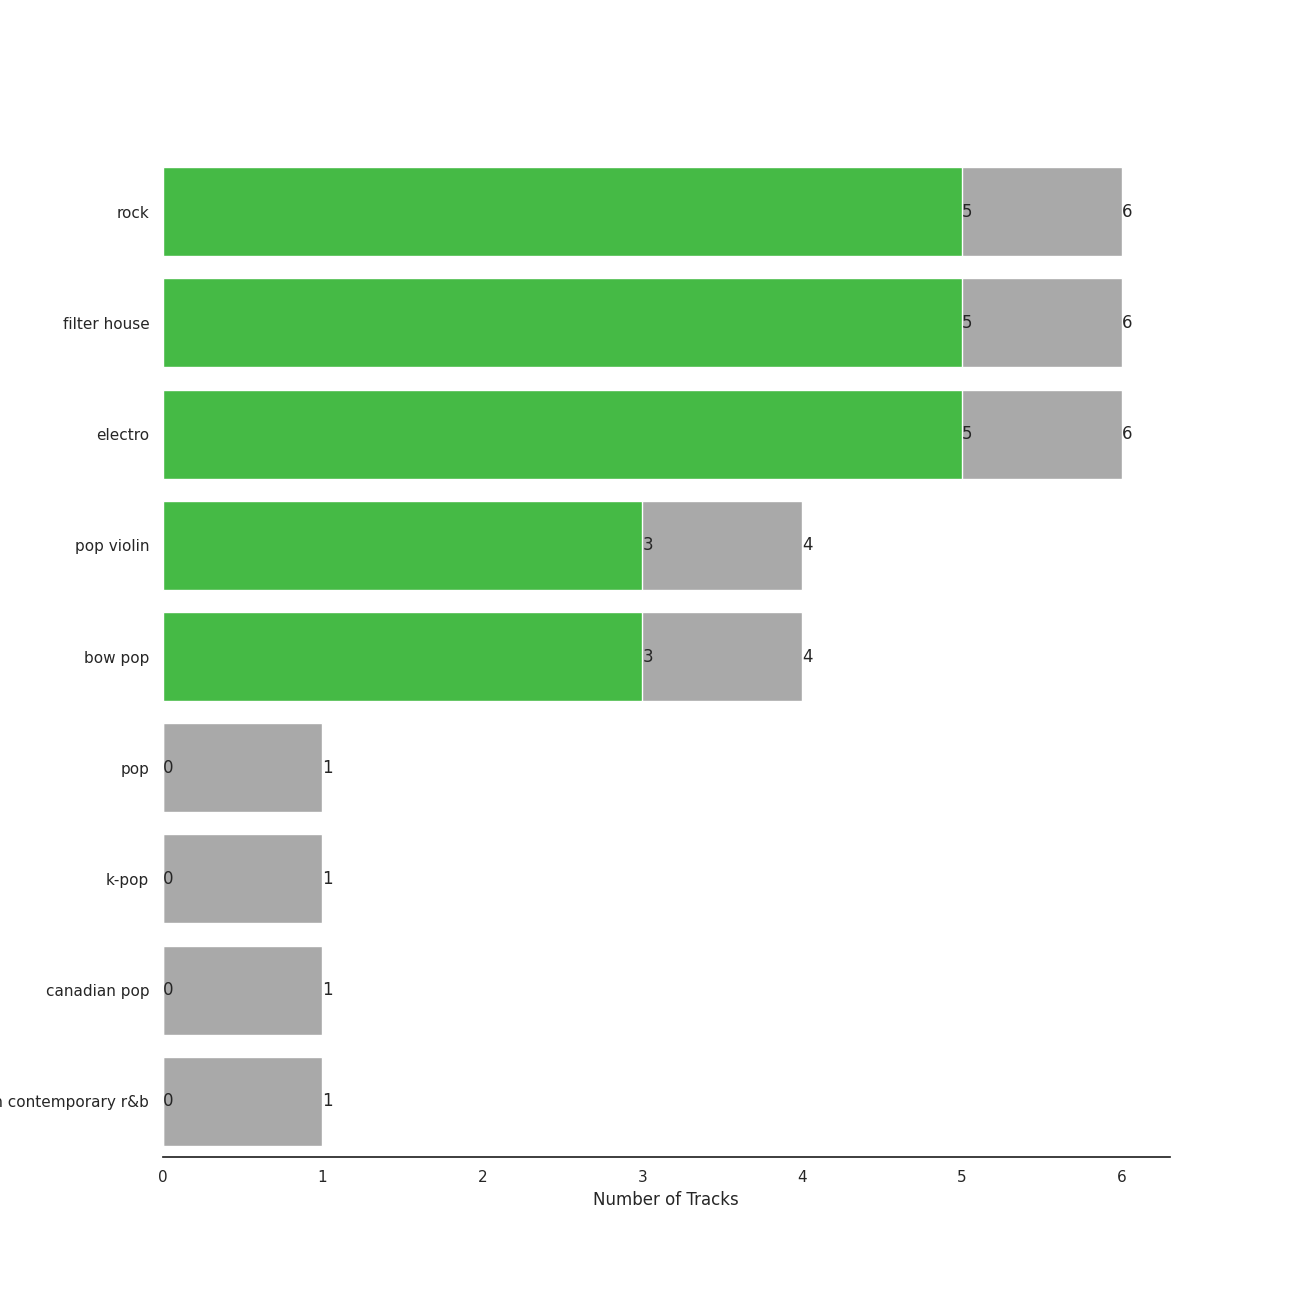 rock 5 6
filter house 5 6
electro 5 6
pop violin 3 4
bow pop 3 4
pop 0 1
k-pop 0 1
canadian pop 0 1
contemporary r&b 0 1
0 1 2 3 4 5 6
Number of Tracks